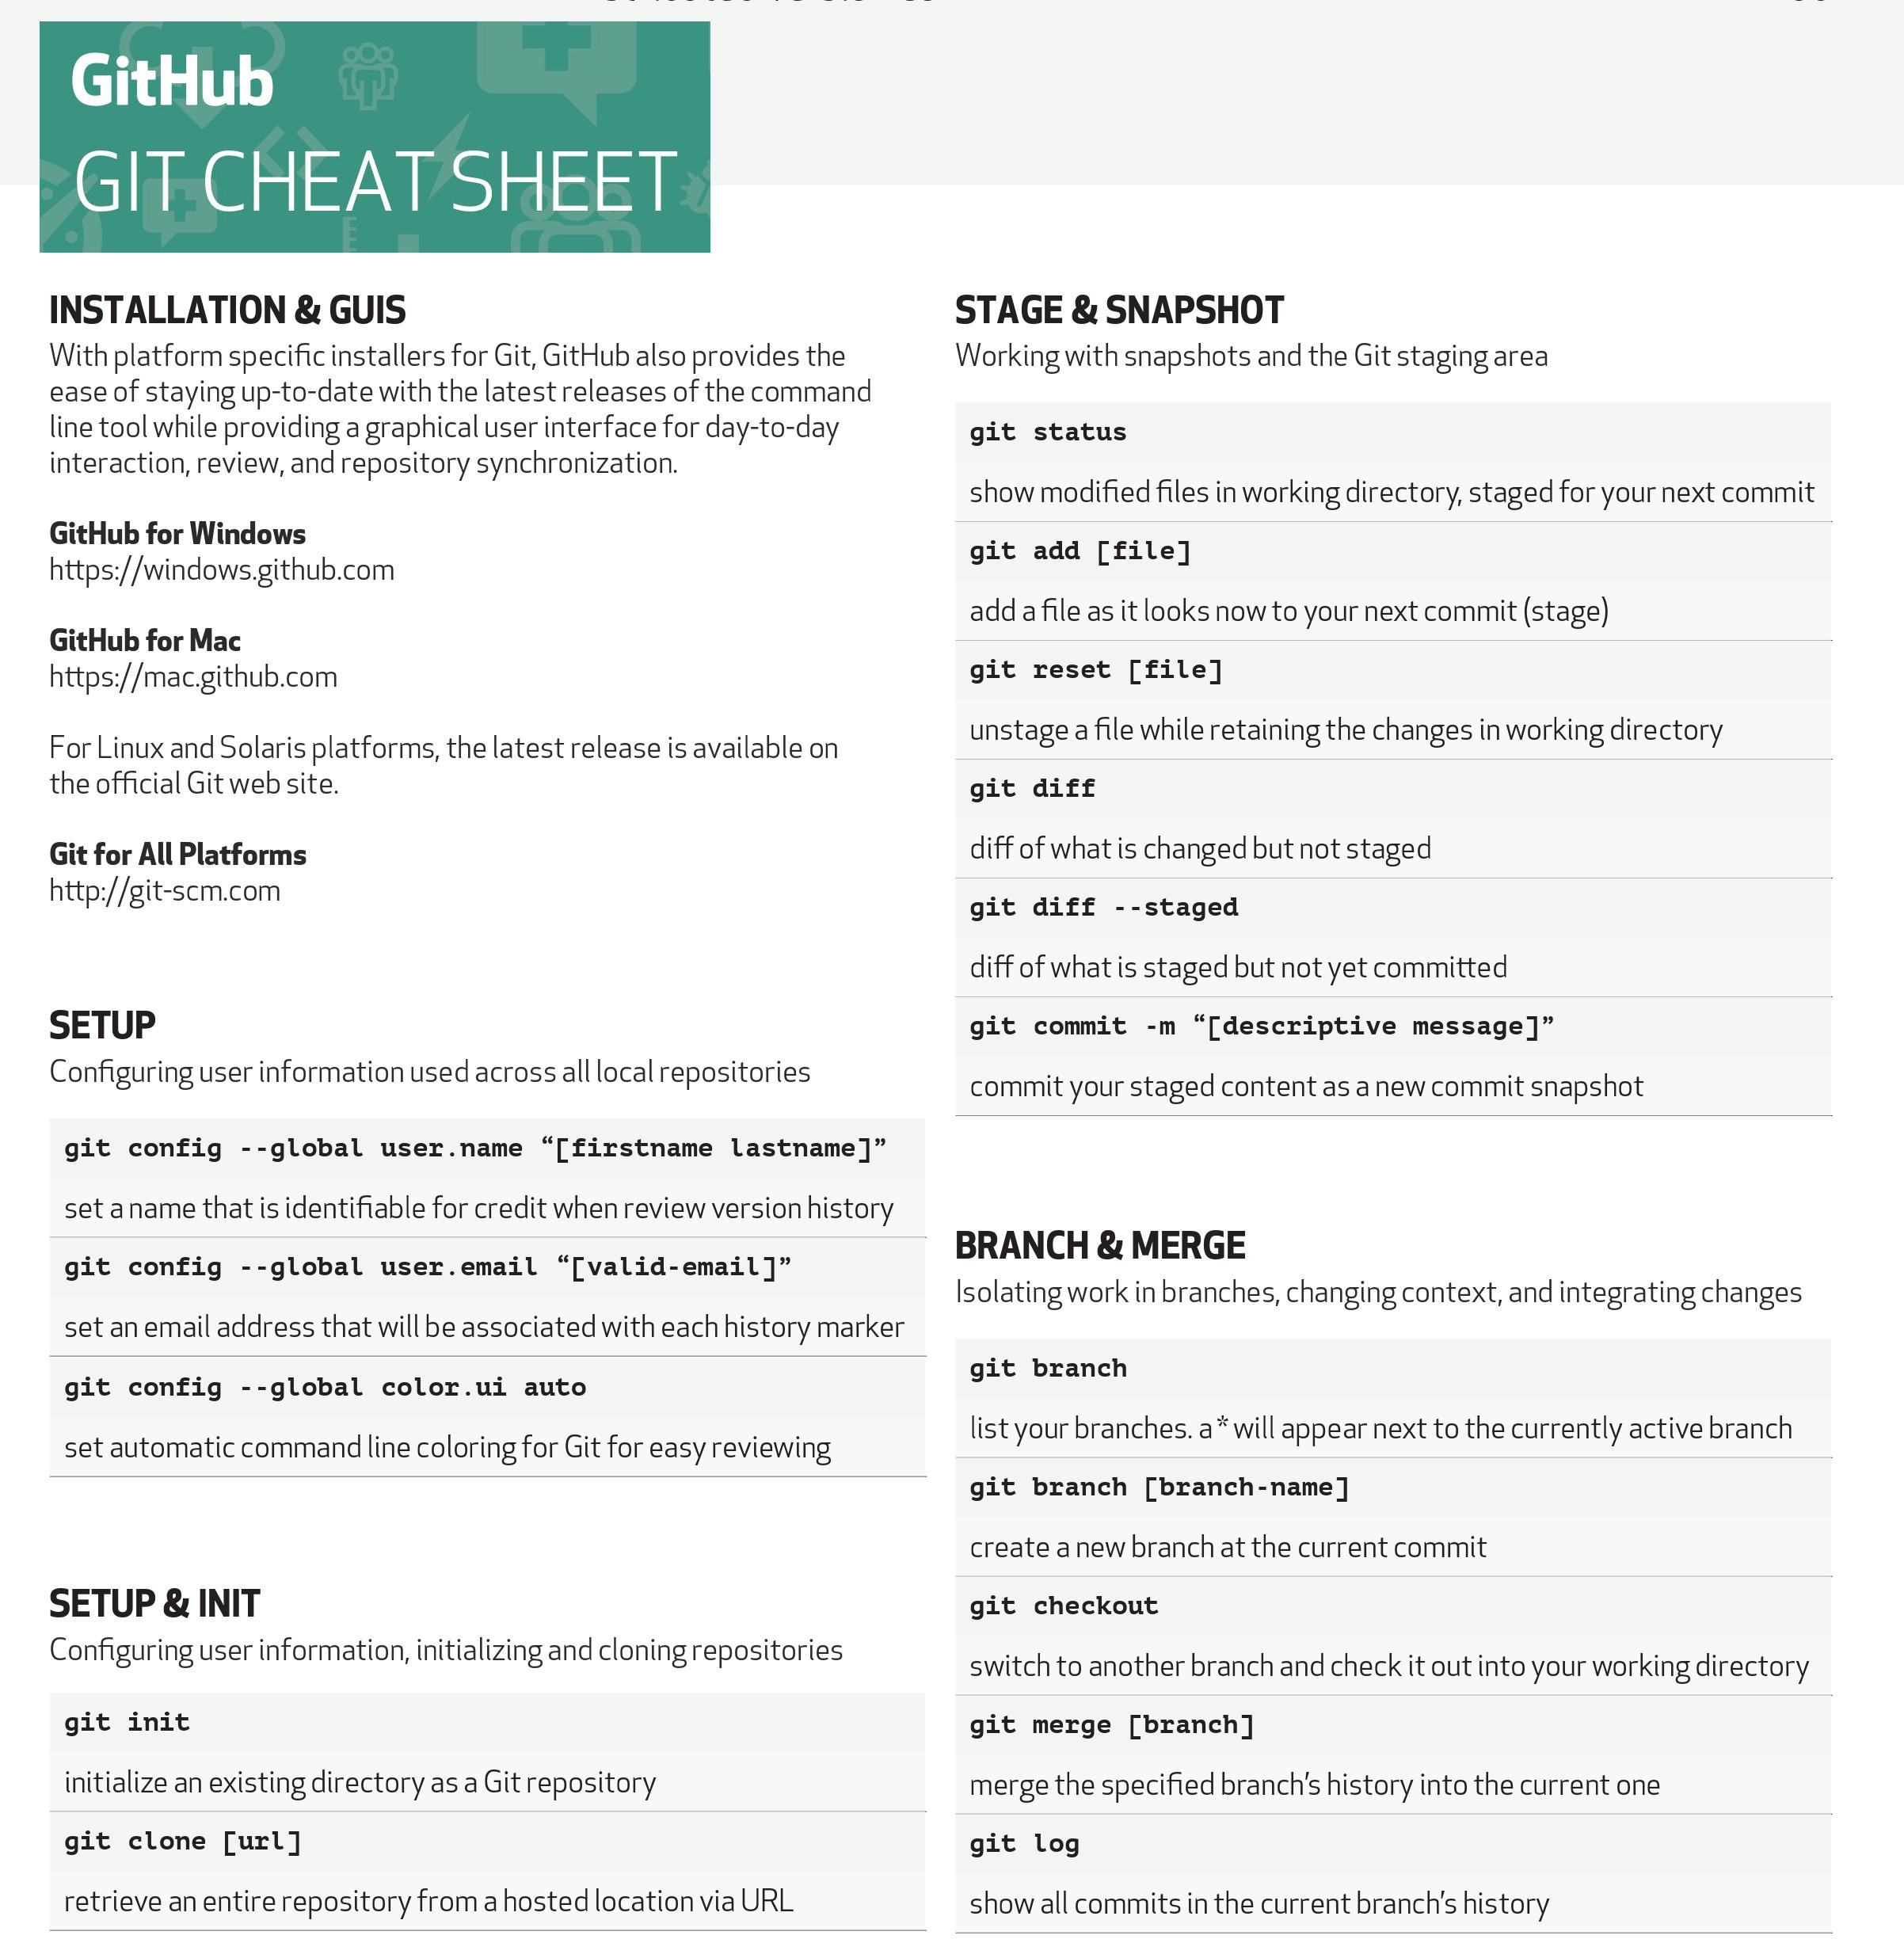 GitHub
GIT CHEAT SHEET
INSTALLATION & GUIS
With platform specific installers for Git, GitHub also provides the
ease of staying up-to-date with the latest releases of the command
line tool while providing a graphical user interface for day-to-day
interaction, review, and repository synchronization.
GitHub for Windows
https://windows.github.com
GitHub for Mac
https://mac.github.com
For Linux and Solaris platforms, the latest release is available on
the official Git web site.
Git for All Platforms
http://git-scm.com
SETUP
Configuring user information used across all local repositories
git config --global user.name “[firstname lastname]”
set a name that is identifiable for credit when review version history
git config --global user.email “[valid-email]”
set an email address that will be associated with each history marker
git config --global color.ui auto
set automatic command line coloring for Git for easy reviewing
SETUP & INIT
Configuring user information, initializing and cloning repositories
git init
initialize an existing directory as a Git repository
git clone [url]
retrieve an entire repository from a hosted location via URL
STAGE & SNAPSHOT
Working with snapshots and the Git staging area
git status
show modified files in working directory, staged for your next commit
git add [file]
add a file as it looks now to your next commit (stage)
git reset [file]
unstage a file while retaining the changes in working directory
git diff
diff of what is changed but not staged
git diff --staged
diff of what is staged but not yet committed
git commit -m “[descriptive message]”
commit your staged content as a new commit snapshot
BRANCH & MERGE
Isolating work in branches, changing context, and integrating changes
git branch
list your branches. a * will appear next to the currently active branch
git branch [branch-name]
create a new branch at the current commit
git checkout
switch to another branch and check it out into your working directory
git merge [branch]
merge the specified branch’s history into the current one
git log
show all commits in the current branch’s history